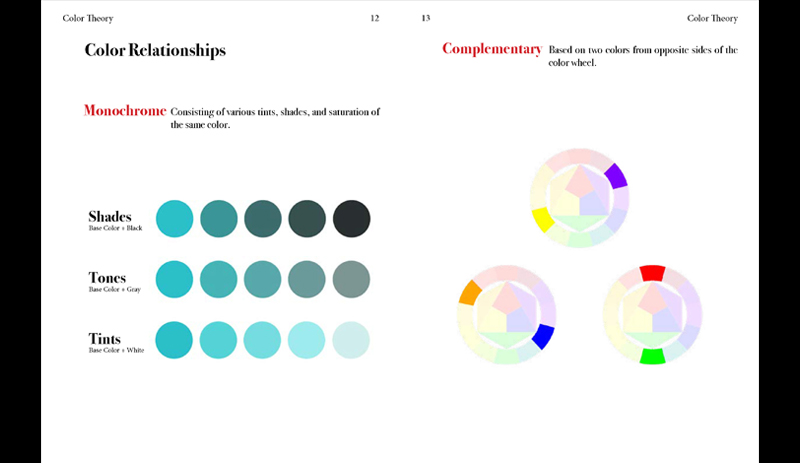 Color Theory
12
Color Relationships
Monochrome Consisting of various tints, shades, and saturation of
the same color.
Shades
Base Color + Black
Tones
Base Color + Gray
Tints
Base Color + White
13
Color Theory
Complementary Based on two colors from opposite sides of the
color wheel.